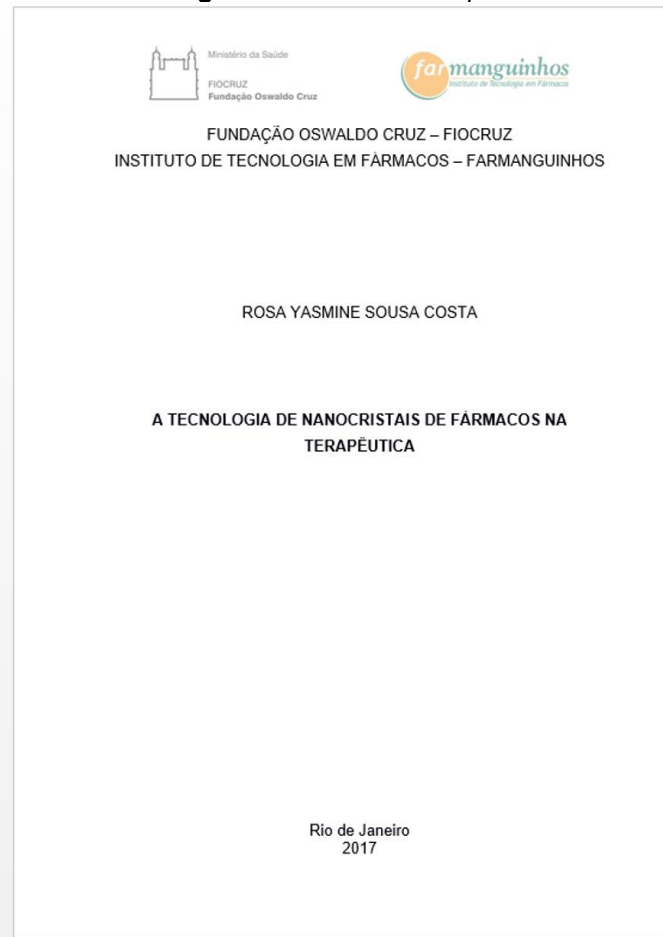 Ministério da Saúde
FIOCRUZ
Fundação Oswaldo Cruz
farmanguinhos
Instituto de Tecnologia em Fármacos
FUNDAÇÃO OSWALDO CRUZ – FIOCRUZ
INSTITUTO DE TECNOLOGIA EM FÁRMACOS – FARMANGUINHOS
ROSA YASMINE SOUSA COSTA
A TECNOLOGIA DE NANOCRISTAIS DE FÁRMACOS NA
TERAPÊUTICA
Rio de Janeiro
2017